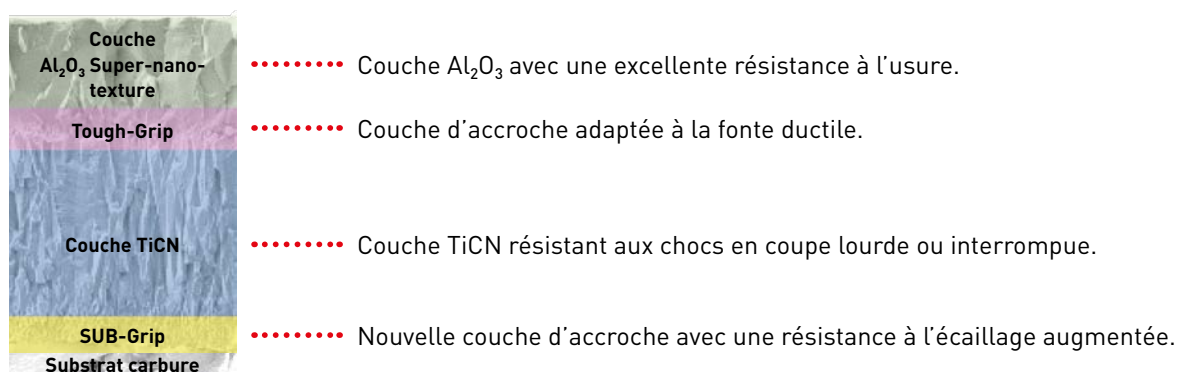 Couche
Al₂O₃ Super-nano-
texture
Couche Al₂O₃ avec une excellente résistance à l’usure.
Tough-Grip
Couche d’accroche adaptée à la fonte ductile.
Couche TiCN
Couche TiCN résistant aux chocs en coupe lourde ou interrompue.
SUB-Grip
Nouvelle couche d’accroche avec une résistance à l’écaillage augmentée.
Substrat carbure